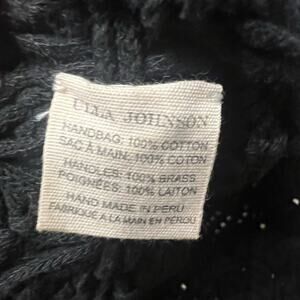 ULLA JOHNSON
HANDBAG: 100% COTTON
SAC À MAIN: 100% COTON
HANDLES: 100% BRASS
POIGNÉES: 100% LAITON
HAND MADE IN PERU
FABRIQUÉ A LA MAIN EN PÉROU